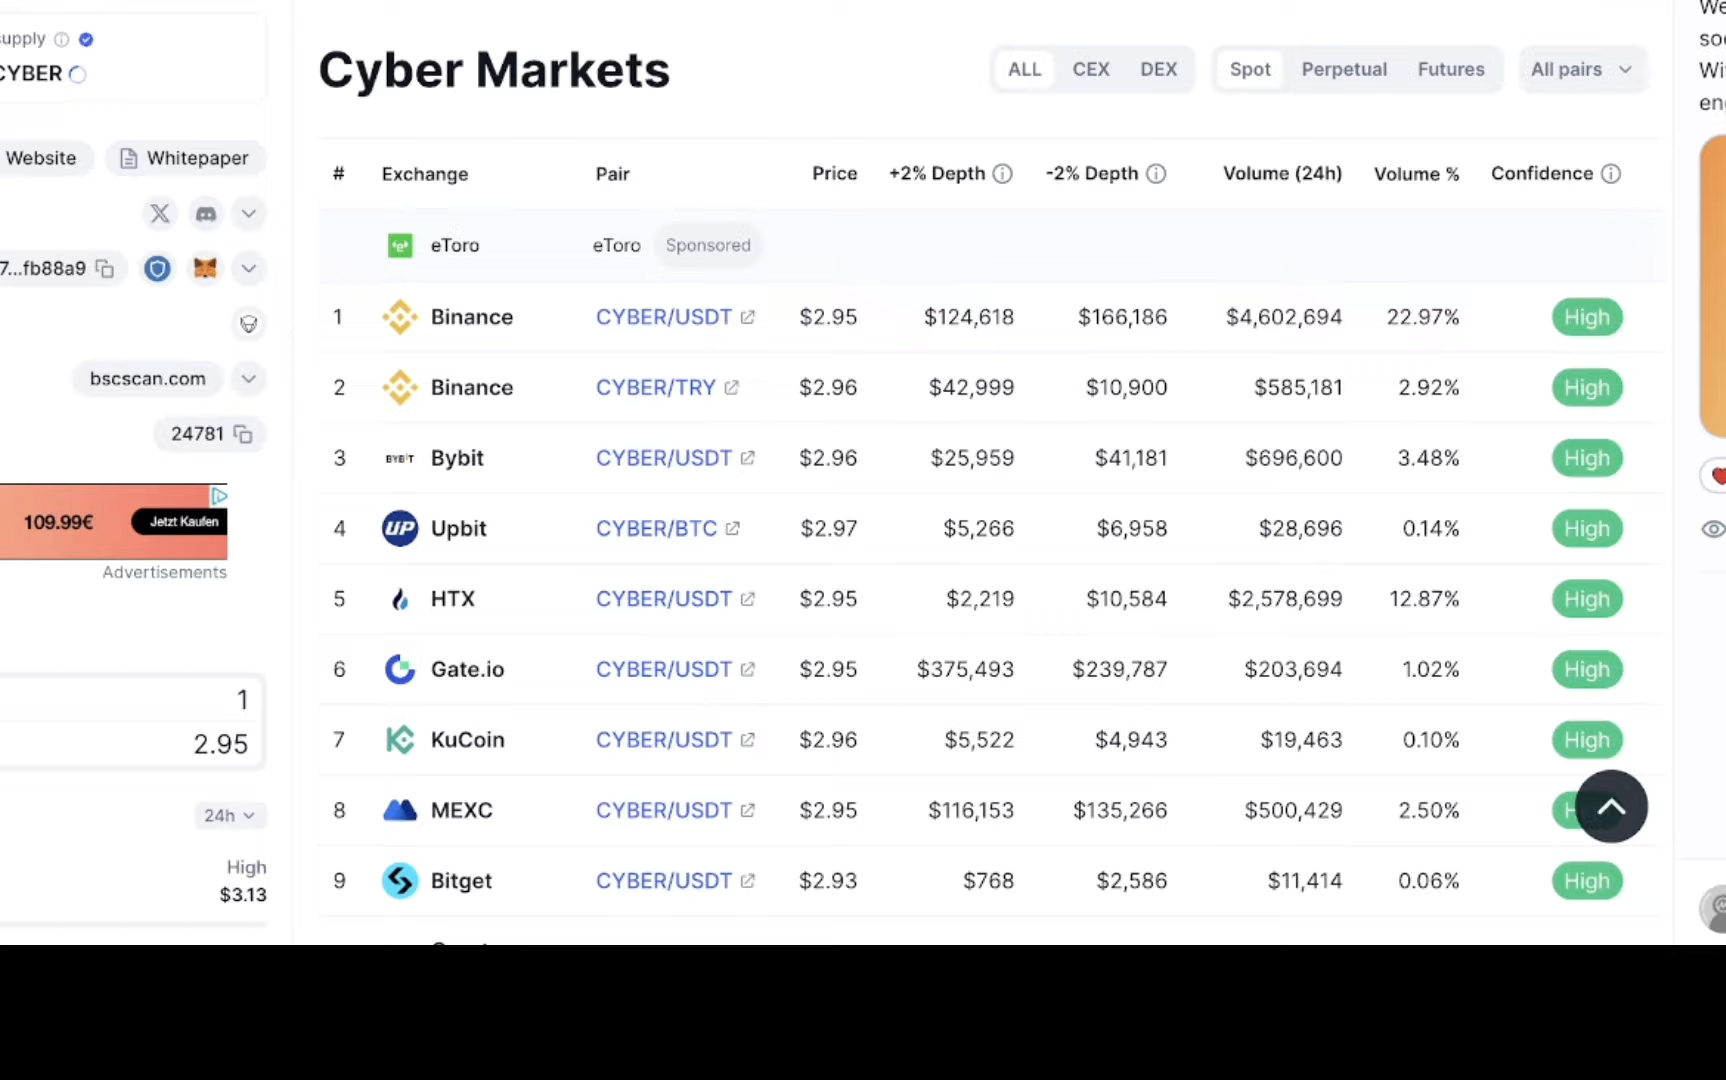 supply
CYBER
Website
Whitepaper
7...fb88a9
bscscan.com
24781
109.99€
Jetzt Kaufen
Advertisements
1
2.95
24h
High
$3.13
Cyber Markets
ALL CEX DEX
Spot Perpetual Futures
All pairs
# Exchange Pair Price +2% Depth -2% Depth Volume (24h) Volume % Confidence
eToro eToro Sponsored
1 Binance CYBER/USDT $2.95 $124,618 $166,186 $4,602,694 22.97% High
2 Binance CYBER/TRY $2.96 $42,999 $10,900 $585,181 2.92% High
3 BYBIT Bybit CYBER/USDT $2.96 $25,959 $41,181 $696,600 3.48% High
4 UP Upbit CYBER/BTC $2.97 $5,266 $6,958 $28,696 0.14% High
5 HTX CYBER/USDT $2.95 $2,219 $10,584 $2,578,699 12.87% High
6 Gate.io CYBER/USDT $2.95 $375,493 $239,787 $203,694 1.02% High
7 KuCoin CYBER/USDT $2.96 $5,522 $4,943 $19,463 0.10% High
8 MEXC CYBER/USDT $2.95 $116,153 $135,266 $500,429 2.50%
9 Bitget CYBER/USDT $2.93 $768 $2,586 $11,414 0.06% High